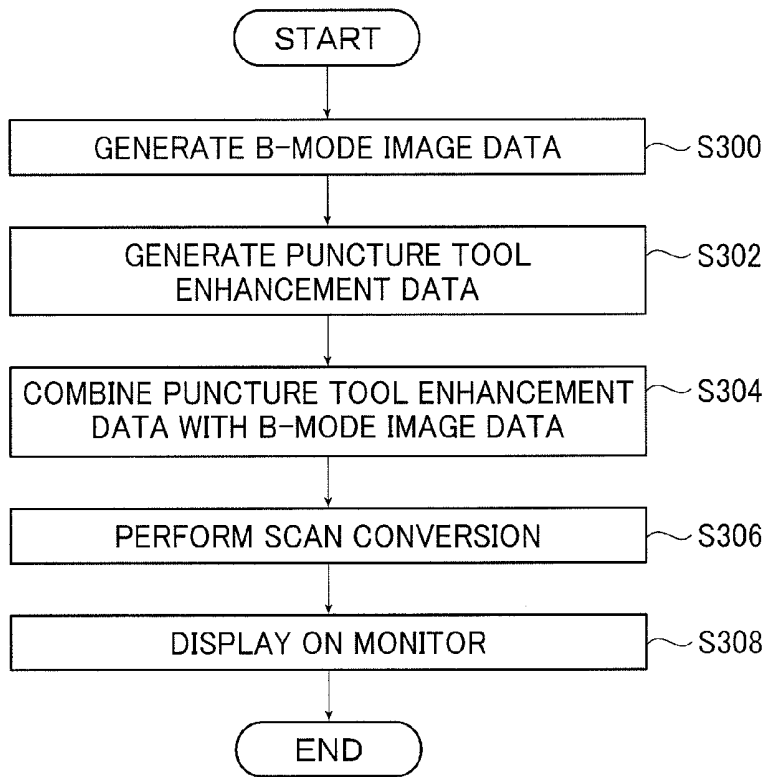 START
GENERATE B-MODE IMAGE DATA
S300
GENERATE PUNCTURE TOOL
ENHANCEMENT DATA
S302
COMBINE PUNCTURE TOOL ENHANCEMENT
DATA WITH B-MODE IMAGE DATA
S304
PERFORM SCAN CONVERSION
S306
DISPLAY ON MONITOR
S308
END